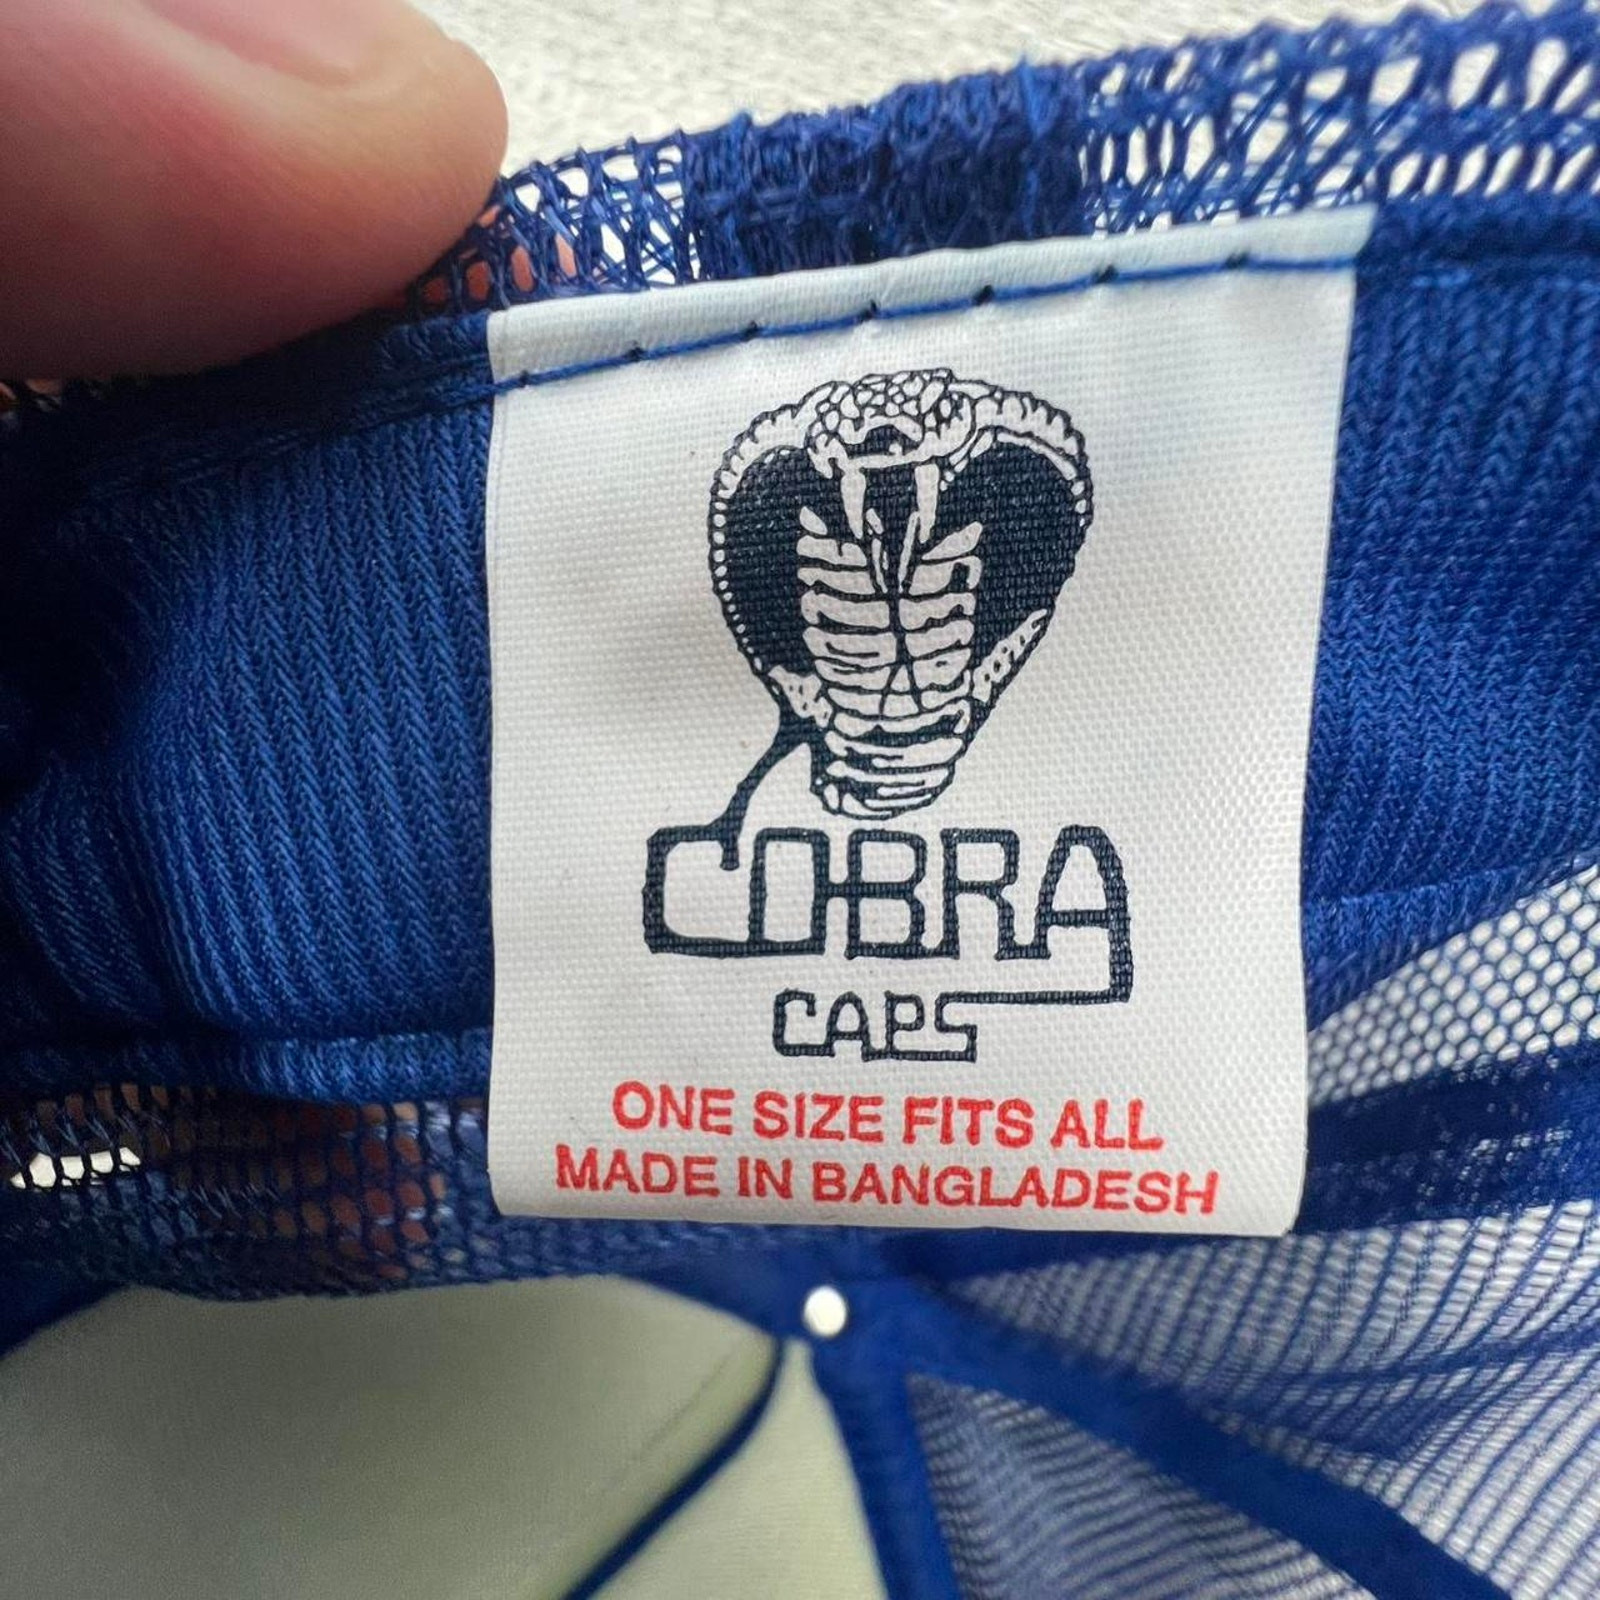 COBRA
CAPS
ONE SIZE FITS ALL
MADE IN BANGLADESH